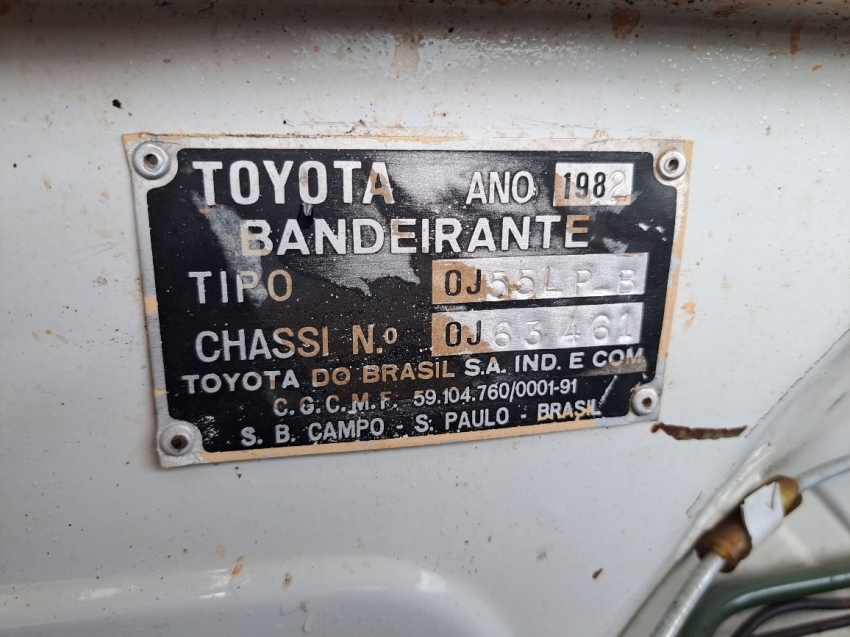 TOYOTA ANO 1982
BANDEIRANTE
TIPO OJ55LP-B
CHASSI N.o OJ63461
TOYOTA DO BRASIL S.A. IND. E COM.
C.G.C.M.F. 59.104.760/0001-91
S. B. CAMPO - S. PAULO - BRASIL